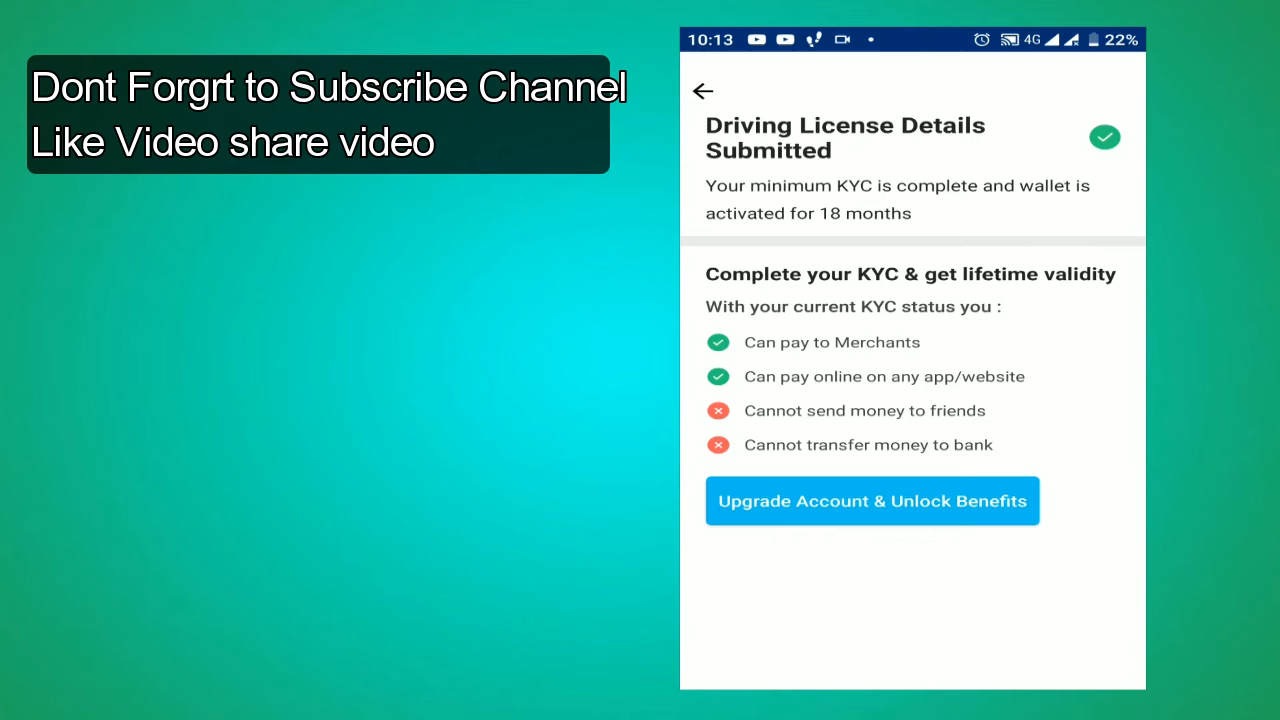 Dont Forgrt to Subscribe Channel
Like Video share video
10:13 4G 22%
Driving License Details
Submitted
Your minimum KYC is complete and wallet is
activated for 18 months
Complete your KYC & get lifetime validity
With your current KYC status you :
Can pay to Merchants
Can pay online on any app/website
Cannot send money to friends
Cannot transfer money to bank
Upgrade Account & Unlock Benefits